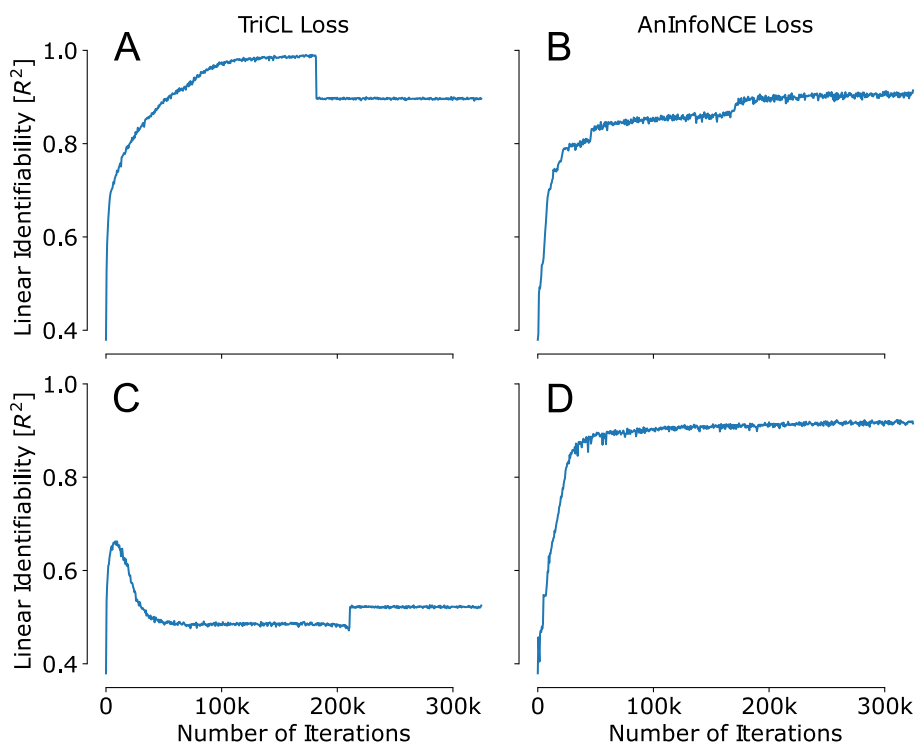 TriCL Loss
AnInfoNCE Loss
A
B
Linear Identifiability [R²]
1.0
0.8
0.6
0.4
C
D
Linear Identifiability [R²]
1.0
0.8
0.6
0.4
0
100k
200k
300k
0
100k
200k
300k
Number of Iterations
Number of Iterations